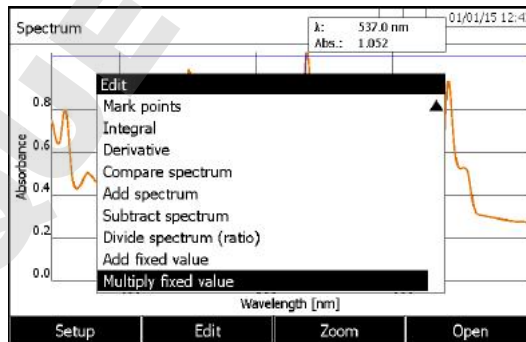 Spectrum
λ: 537.0 nm
Abs.: 1.052
01/01/15 12:4
Edit
Mark points
Integral
Derivative
Compare spectrum
Add spectrum
Subtract spectrum
Divide spectrum (ratio)
Add fixed value
Multiply fixed value
Absorbance
0.8
0.6
0.4
0.2
0.0
Wavelength [nm]
Setup Edit Zoom Open